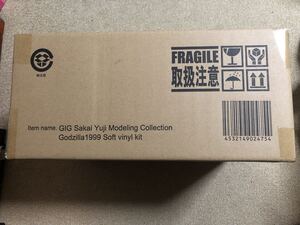 FRAGILE
取扱注意
Item name: GIG Sakai Yuji Modeling Collection
Godzilla1999 Soft vinyl kit
4532149024754